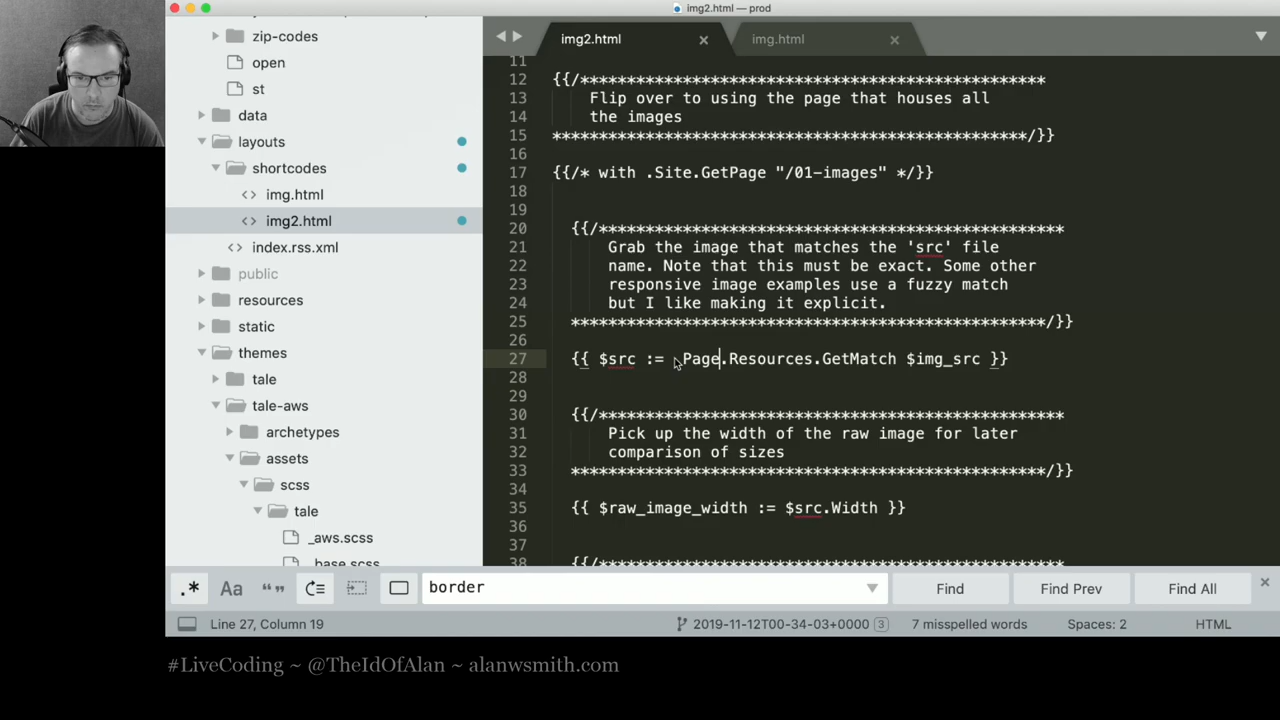 img2.html — prod
zip-codes
open
st
data
layouts
shortcodes
<> img.html
<> img2.html
<> index.rss.xml
public
resources
static
themes
tale
tale-aws
archetypes
assets
scss
tale
_aws.scss
img2.html
img.html
11
12 {{/**************************************************
13 Flip over to using the page that houses all
14 the images
15 ***************************************************/}}
16
17 {{/* with .Site.GetPage "/01-images" */}}
18
19
20 {{/**************************************************
21 Grab the image that matches the 'src' file
22 name. Note that this must be exact. Some other
23 responsive image examples use a fuzzy match
24 but I like making it explicit.
25 ***************************************************/}}
26
27 {{ $src := .Page.Resources.GetMatch $img_src }}
28
29
30 {{/**************************************************
31 Pick up the width of the raw image for later
32 comparison of sizes
33 ***************************************************/}}
34
35 {{ $raw_image_width := $src.Width }}
36
37
38 {{/**************************************************
.* Aa “” border Find Find Prev Find All
Line 27, Column 19 2019-11-12T00-34-03+0000 3 7 misspelled words Spaces: 2 HTML
#LiveCoding ~ @TheIdOfAlan ~ alanwsmith.com